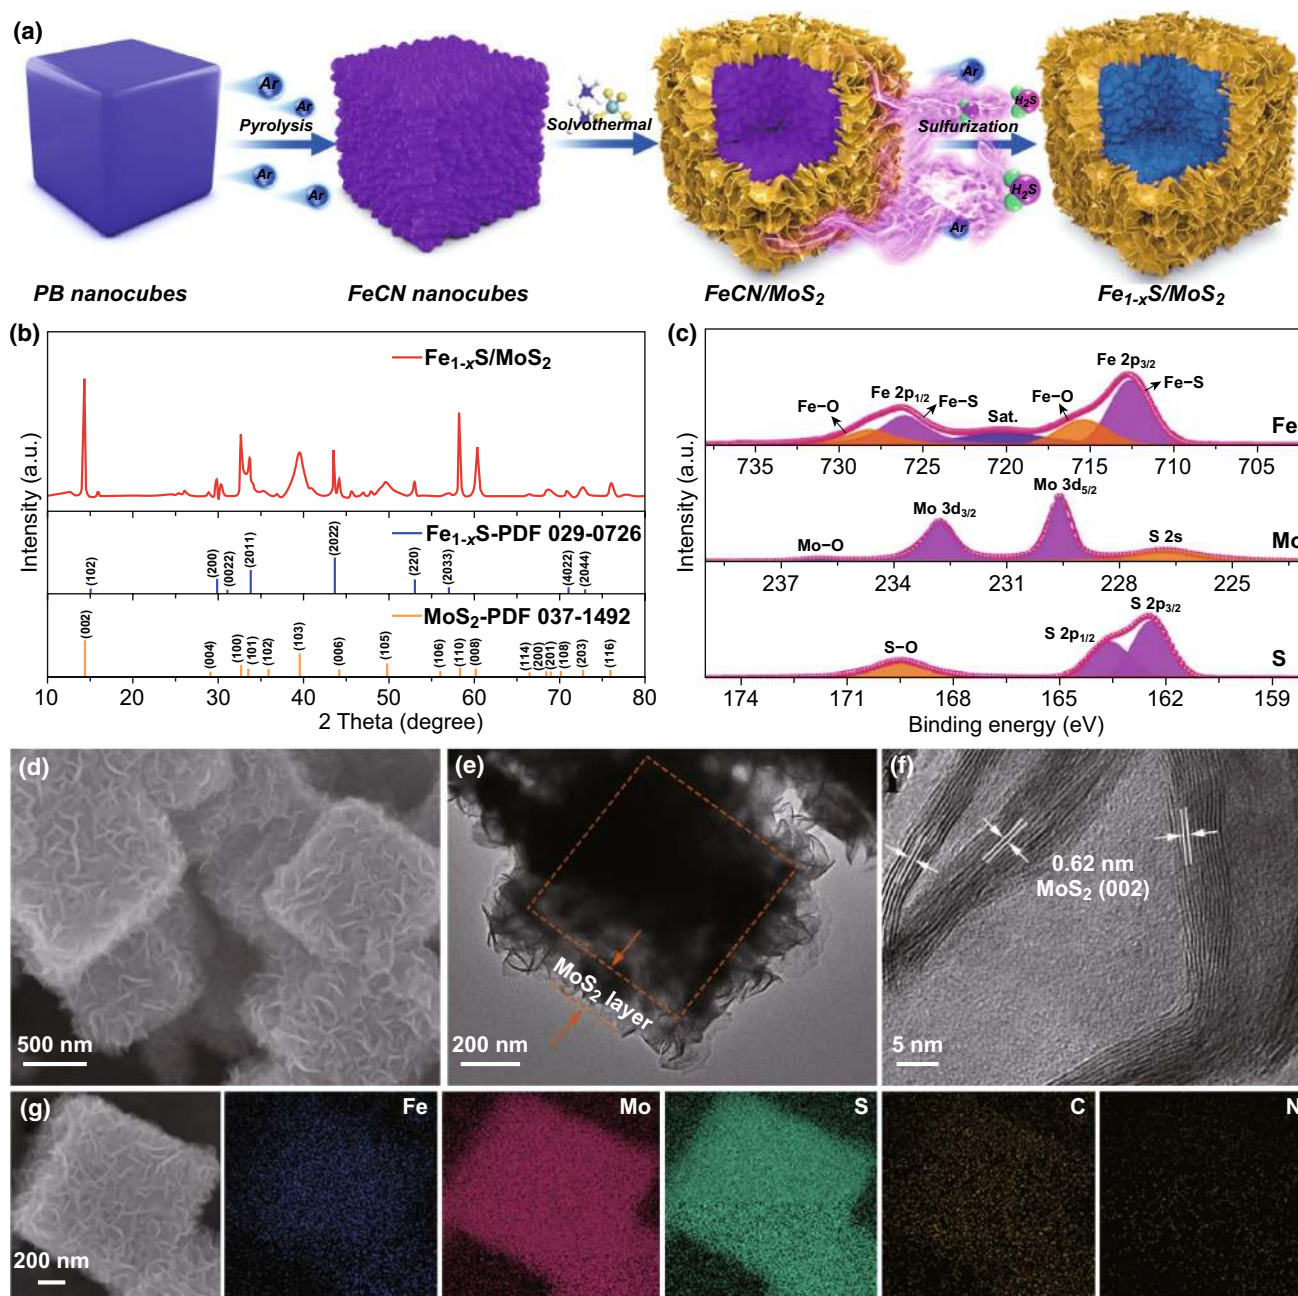 (a)
Ar
Ar
Pyrolysis
Ar
Ar
Solvothermal
Ar
H2S
Sulfurization
H2S
Ar
PB nanocubes
FeCN nanocubes
FeCN/MoS2
Fe1-xS/MoS2
(b)
Fe1-xS/MoS2
Fe1-xS-PDF 029-0726
(102)
(200)
(0022)
(2011)
(2022)
(220)
(2033)
(4022)
(2044)
MoS2-PDF 037-1492
(002)
(004)
(100)
(101)
(102)
(103)
(006)
(105)
(106)
(110)
(008)
(114)
(200)
(201)
(108)
(203)
(116)
10 20 30 40 50 60 70 80
2 Theta (degree)
Intensity (a.u.)
(c)
Fe 2p3/2
Fe−S
Fe−O
Sat.
Fe 2p1/2
Fe−S
Fe−O
Fe
735 730 725 720 715 710 705
Mo 3d5/2
Mo 3d3/2
Mo−O
S 2s
Mo
237 234 231 228 225
S 2p3/2
S 2p1/2
S−O
S
174 171 168 165 162 159
Binding energy (eV)
Intensity (a.u.)
(d)
500 nm
(e)
MoS2 layer
200 nm
(f)
0.62 nm
MoS2 (002)
5 nm
(g)
200 nm
Fe
Mo
S
C
N